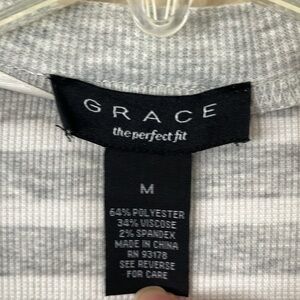 GRACE
the perfect fit
M
64% POLYESTER
34% VISCOSE
2% SPANDEX
MADE IN CHINA
RN 93178
SEE REVERSE
FOR CARE